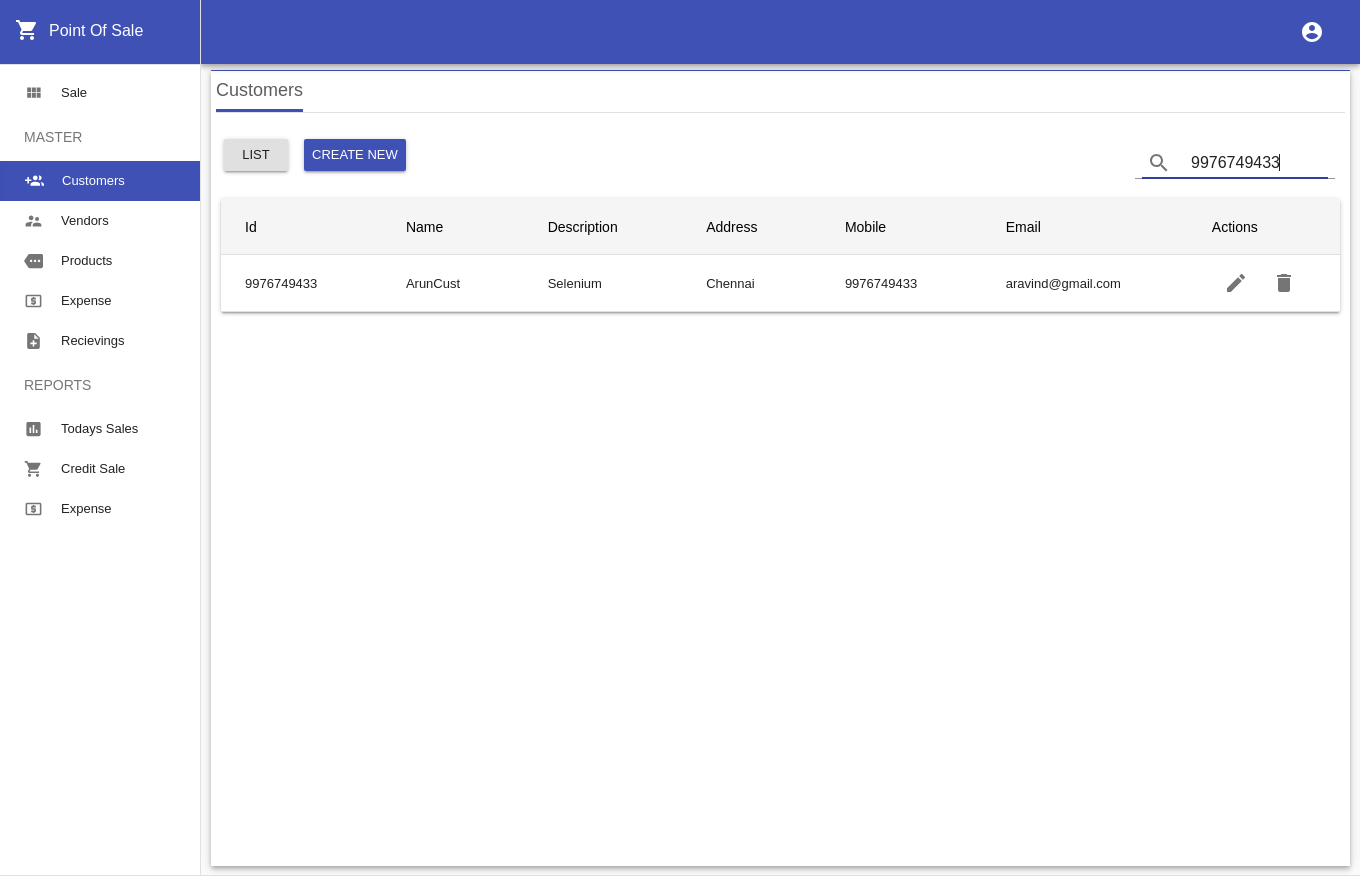 Point Of Sale
Sale
MASTER
Customers
Vendors
Products
Expense
Recievings
REPORTS
Todays Sales
Credit Sale
Expense
Customers
LIST
CREATE NEW
9976749433
Id Name Description Address Mobile Email Actions
9976749433 ArunCust Selenium Chennai 9976749433 aravind@gmail.com